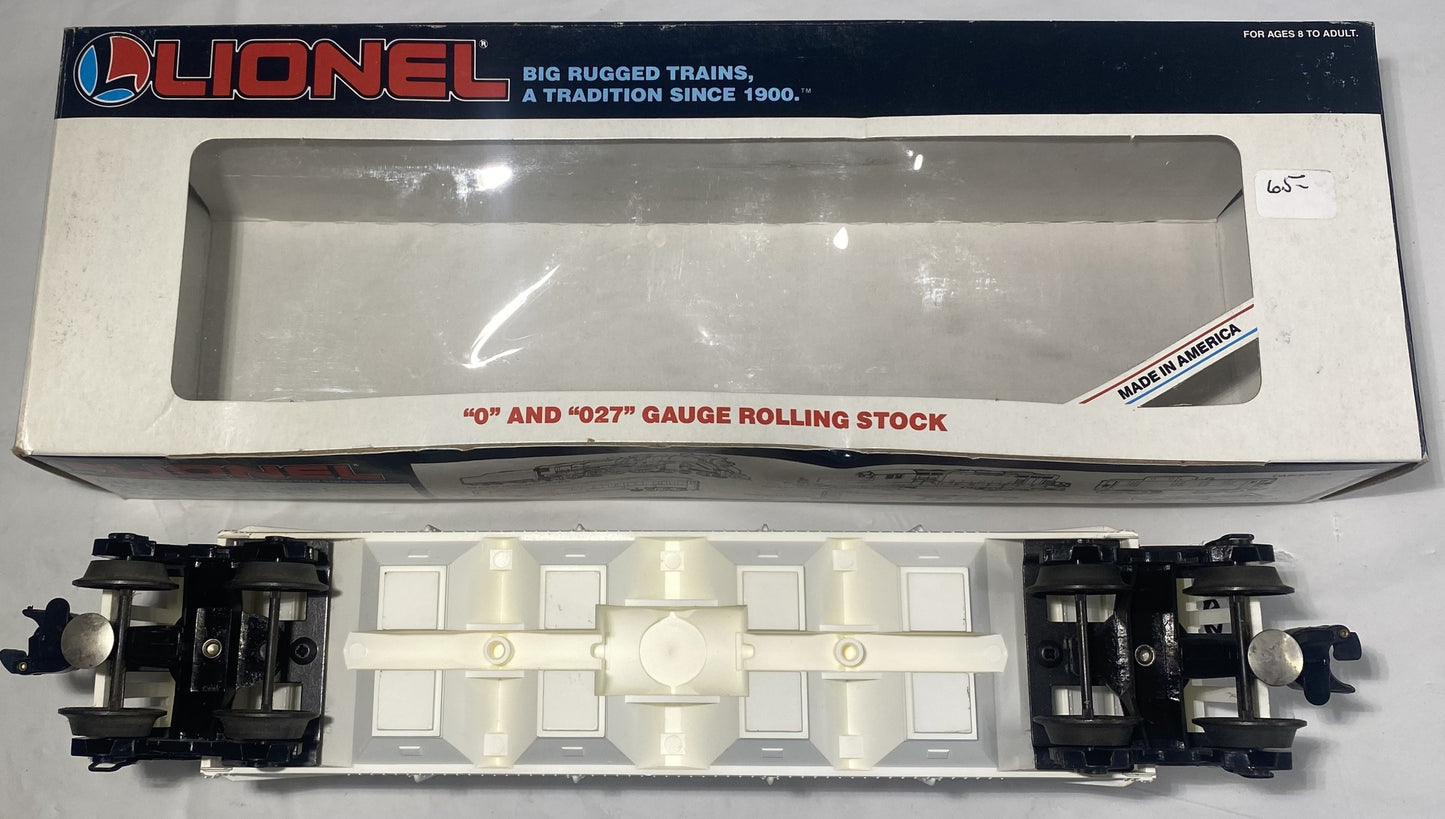 LIONEL®
BIG RUGGED TRAINS,
A TRADITION SINCE 1900.™
FOR AGES 8 TO ADULT.
65-
MADE IN AMERICA
“O” AND “027” GAUGE ROLLING STOCK
LIONEL